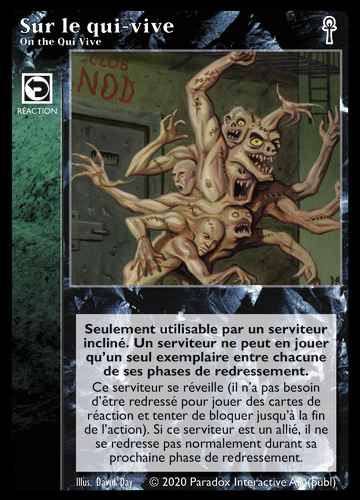 Sur le qui-vive
On the Qui Vive
RÉACTION
NOD
Seulement utilisable par un serviteur
incliné. Un serviteur ne peut en jouer
qu'un seul exemplaire entre chacune
de ses phases de redressement.
Ce serviteur se réveille (il n'a pas besoin
d'être redressé pour jouer des cartes de
réaction et tenter de bloquer jusqu'à la fin
de l'action). Si ce serviteur est un allié, il ne
se redresse pas normalement durant sa
prochaine phase de redressement.
Illus. David Day
© 2020 Paradox Interactive AB (publ)